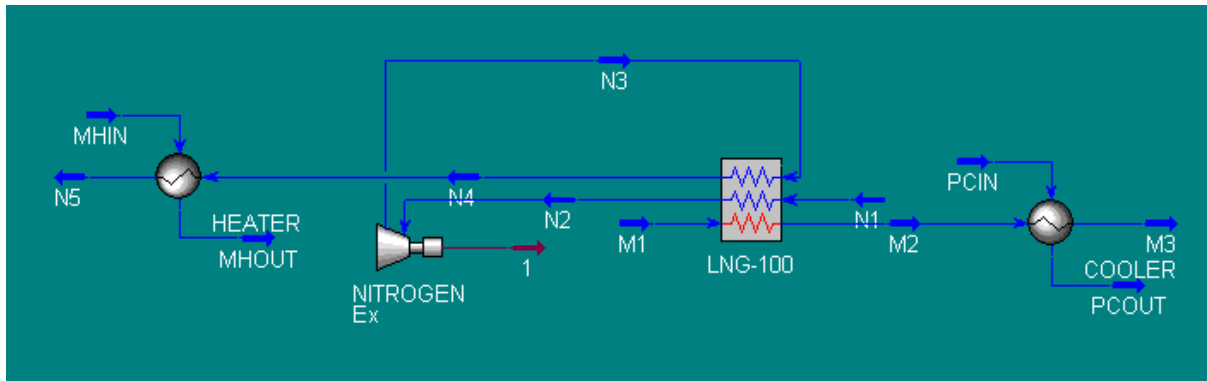 N3
MHIN
PCIN
N5
N4
N2
N1
HEATER
M1
M2
M3
MHOUT
1
LNG-100
COOLER
NITROGEN
Ex
PCOUT